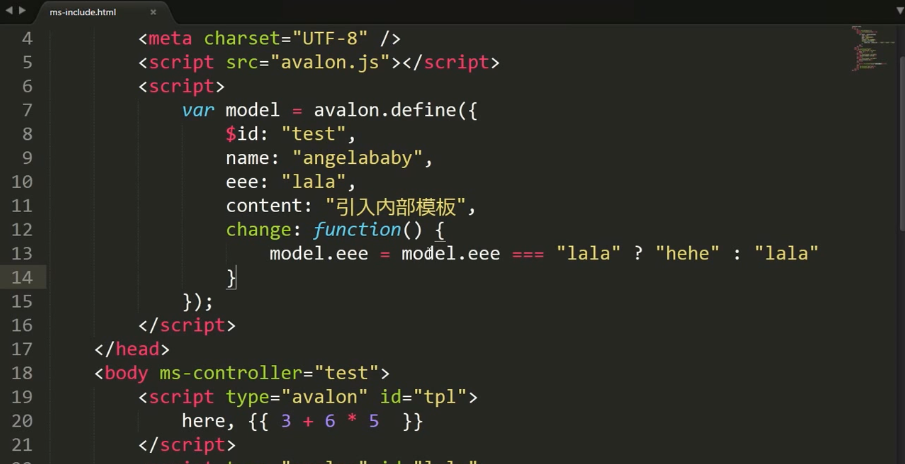 ms-include.html ×
4 <meta charset="UTF-8" />
5 <script src="avalon.js"></script>
6 <script>
7 var model = avalon.define({
8 $id: "test",
9 name: "angelababy",
10 eee: "lala",
11 content: "引入内部模板",
12 change: function() {
13 model.eee = model.eee === "lala" ? "hehe" : "lala"
14 }
15 });
16 </script>
17 </head>
18 <body ms-controller="test">
19 <script type="avalon" id="tpl">
20 here, {{ 3 + 6 * 5  }}
21 </script>